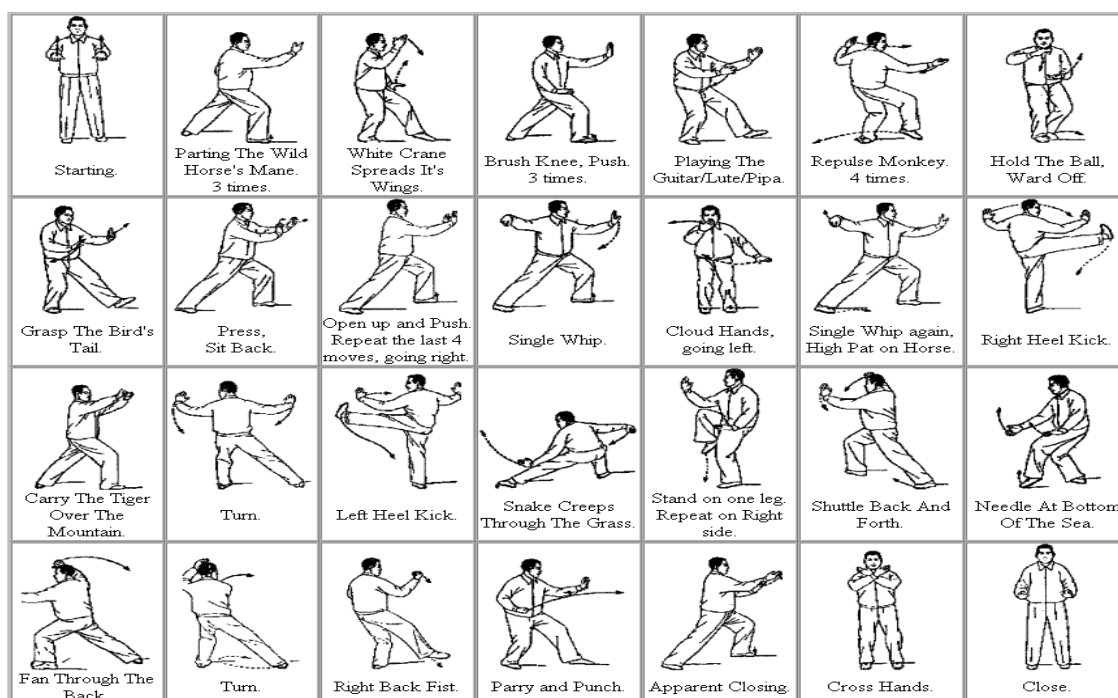 Starting.
Parting The Wild
Horse's Mane.
3 times.
White Crane
Spreads It's
Wings.
Brush Knee, Push.
3 times.
Playing The
Guitar/Lute/Pipa.
Repulse Monkey.
4 times.
Hold The Ball,
Ward Off.
Grasp The Bird's
Tail.
Press,
Sit Back.
Open up and Push.
Repeat the last 4
moves, going right.
Single Whip.
Cloud Hands,
going left.
Single Whip again,
High Pat on Horse.
Right Heel Kick.
Carry The Tiger
Over The
Mountain.
Turn.
Left Heel Kick.
Snake Creeps
Through The Grass.
Stand on one leg.
Repeat on Right
side.
Shuttle Back And
Forth.
Needle At Bottom
Of The Sea.
Fan Through The
Back
Turn.
Right Back Fist.
Parry and Punch.
Apparent Closing.
Cross Hands.
Close.